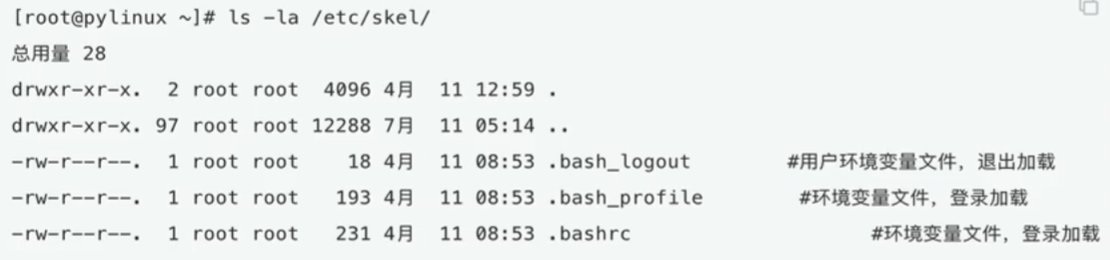 [root@pylinux ~]# ls -la /etc/skel/
总用量 28
drwxr-xr-x.  2 root root  4096 4月  11 12:59 .
drwxr-xr-x. 97 root root 12288 7月  11 05:14 ..
-rw-r--r--.  1 root root    18 4月  11 08:53 .bash_logout        #用户环境变量文件，退出加载
-rw-r--r--.  1 root root   193 4月  11 08:53 .bash_profile        #环境变量文件，登录加载
-rw-r--r--.  1 root root   231 4月  11 08:53 .bashrc                    #环境变量文件，登录加载